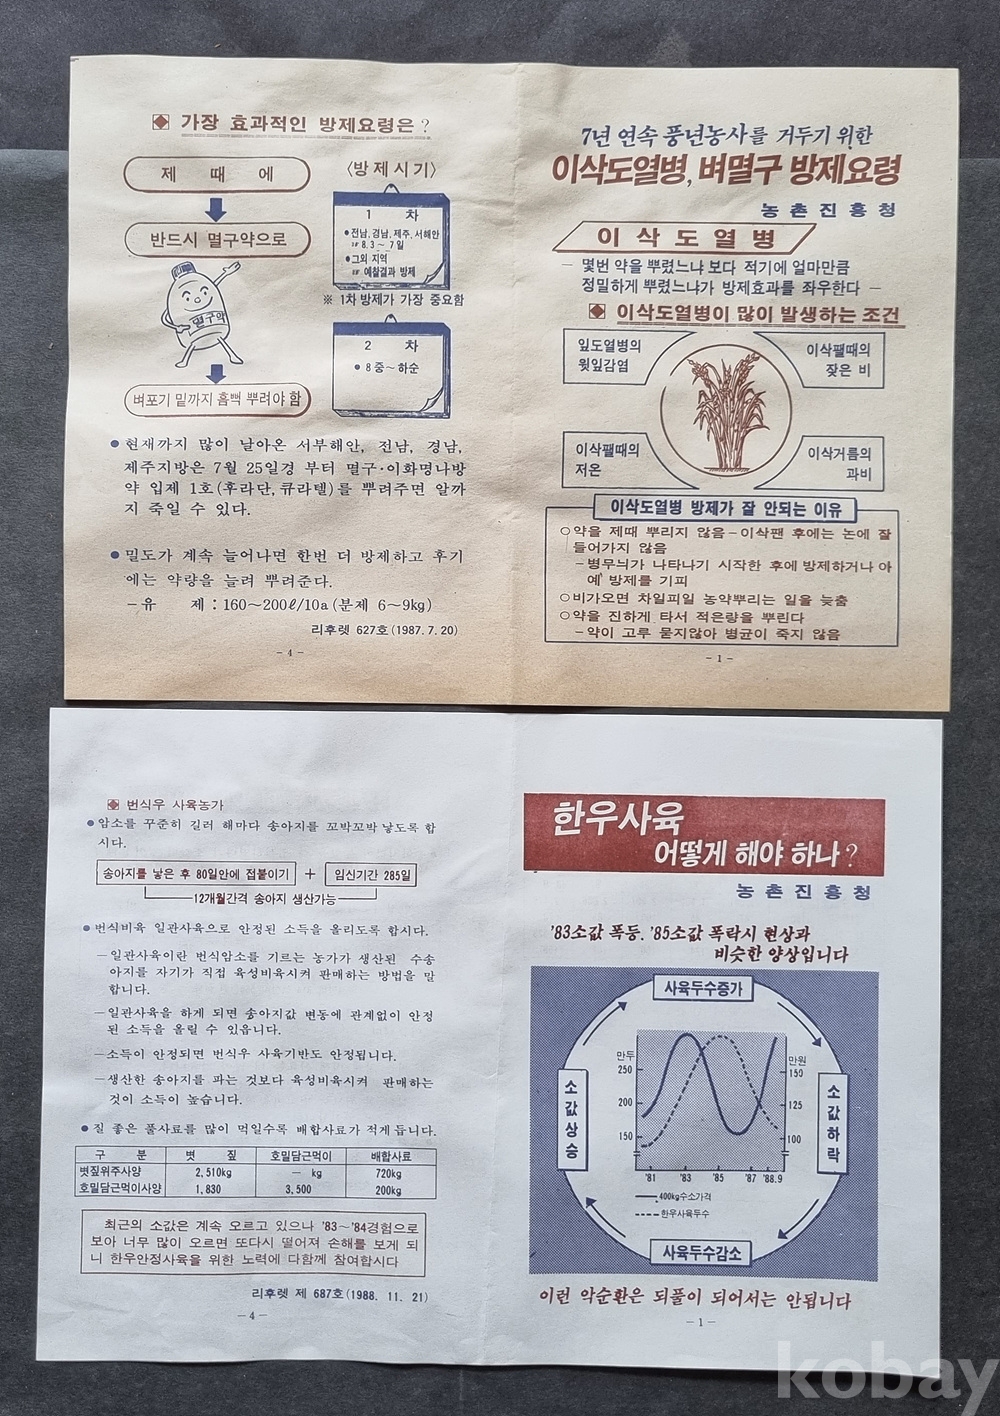 가장 효과적인 방제요령은?
제 때 에
반드시 멸구약으로
멸구약
벼포기 밑까지 흠뻑 뿌려야 함
〈방제시기〉
1 차
●전남, 경남, 제주, 서해안
8. 3～7일
●그외 지역
예찰결과 방제
※ 1차 방제가 가장 중요함
2 차
● 8중～하순
● 현재까지 많이 날아온 서부해안, 전남, 경남,
제주지방은 7월 25일경 부터 멸구·이화명나방
약 입제 1호(후라단, 큐라텔)를 뿌려주면 알까
지 죽일 수 있다.
● 밀도가 계속 늘어나면 한번 더 방제하고 후기
에는 약량을 늘려 뿌려준다.
－유 제 : 160～200ℓ/10a (분제 6～9kg)
리후렛 627호 (1987. 7. 20)
－4－
7년 연속 풍년농사를 거두기 위한
이삭도열병, 벼멸구 방제요령
농촌진흥청
이 삭 도 열 병
－ 몇번 약을 뿌렸느냐 보다 적기에 얼마만큼
정밀하게 뿌렸느냐가 방제효과를 좌우한다 －
이삭도열병이 많이 발생하는 조건
잎도열병의
윗잎감염
이삭팰때의
잦은 비
이삭팰때의
저온
이삭거름의
과비
이삭도열병 방제가 잘 안되는 이유
○약을 제때 뿌리지 않음－이삭팬 후에는 논에 잘
들어가지 않음
－병무늬가 나타나기 시작한 후에 방제하거나 아
예 방제를 기피
○비가오면 차일피일 농약뿌리는 일을 늦춤
○약을 진하게 타서 적은량을 뿌린다
－약이 고루 묻지않아 병균이 죽지 않음
－1－
번식우 사육농가
● 암소를 꾸준히 길러 해마다 송아지를 꼬박꼬박 낳도록 합
시다.
송아지를 낳은 후 80일안에 접붙이기 + 임신기간 285일
12개월간격 송아지 생산가능
● 번식비육 일관사육으로 안정된 소득을 올리도록 합시다.
－일관사육이란 번식암소를 기르는 농가가 생산된 수송
아지를 자기가 직접 육성비육시켜 판매하는 방법을 말
합니다.
－일관사육을 하게 되면 송아지값 변동에 관계없이 안정
된 소득을 올릴 수 있읍니다.
－소득이 안정되면 번식우 사육기반도 안정됩니다.
－생산한 송아지를 파는 것보다 육성비육시켜 판매하는
것이 소득이 높습니다.
● 질 좋은 풀사료를 많이 먹일수록 배합사료가 적게 듭니다.
구 분 볏 짚 호밀담근먹이 배합사료
볏짚위주사양 2,510kg － kg 720kg
호밀담근먹이사양 1,830 3,500 200kg
최근의 소값은 계속 오르고 있으나 '83～'84경험으로
보아 너무 많이 오르면 또다시 떨어져 손해를 보게 되
니 한우안정사육을 위한 노력에 다함께 참여합시다
리후렛 제 687호 (1988. 11. 21)
－4－
한우사육
어떻게 해야 하나?
농촌진흥청
'83소값 폭등, '85소값 폭락시 현상과
비슷한 양상입니다
사육두수증가
소값상승
소값하락
만두
250
200
150
만원
150
125
100
'81 '83 '85 '87 '88.9
400kg수소가격
한우사육두수
사육두수감소
이런 악순환은 되풀이 되어서는 안됩니다
－1－
kobay